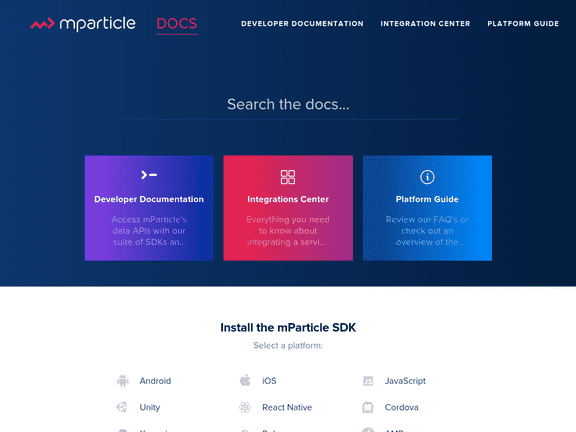 mparticle DOCS DEVELOPER DOCUMENTATION INTEGRATION CENTER PLATFORM GUIDE
Search the docs...
Developer Documentation
Access mParticle's
data APIs with our
suite of SDKs an...
Integrations Center
Everything you need
to know about
integrating a servi...
Platform Guide
Review our FAQ's or
check out an
overview of the...
Install the mParticle SDK
Select a platform:
Android iOS JavaScript
Unity React Native Cordova